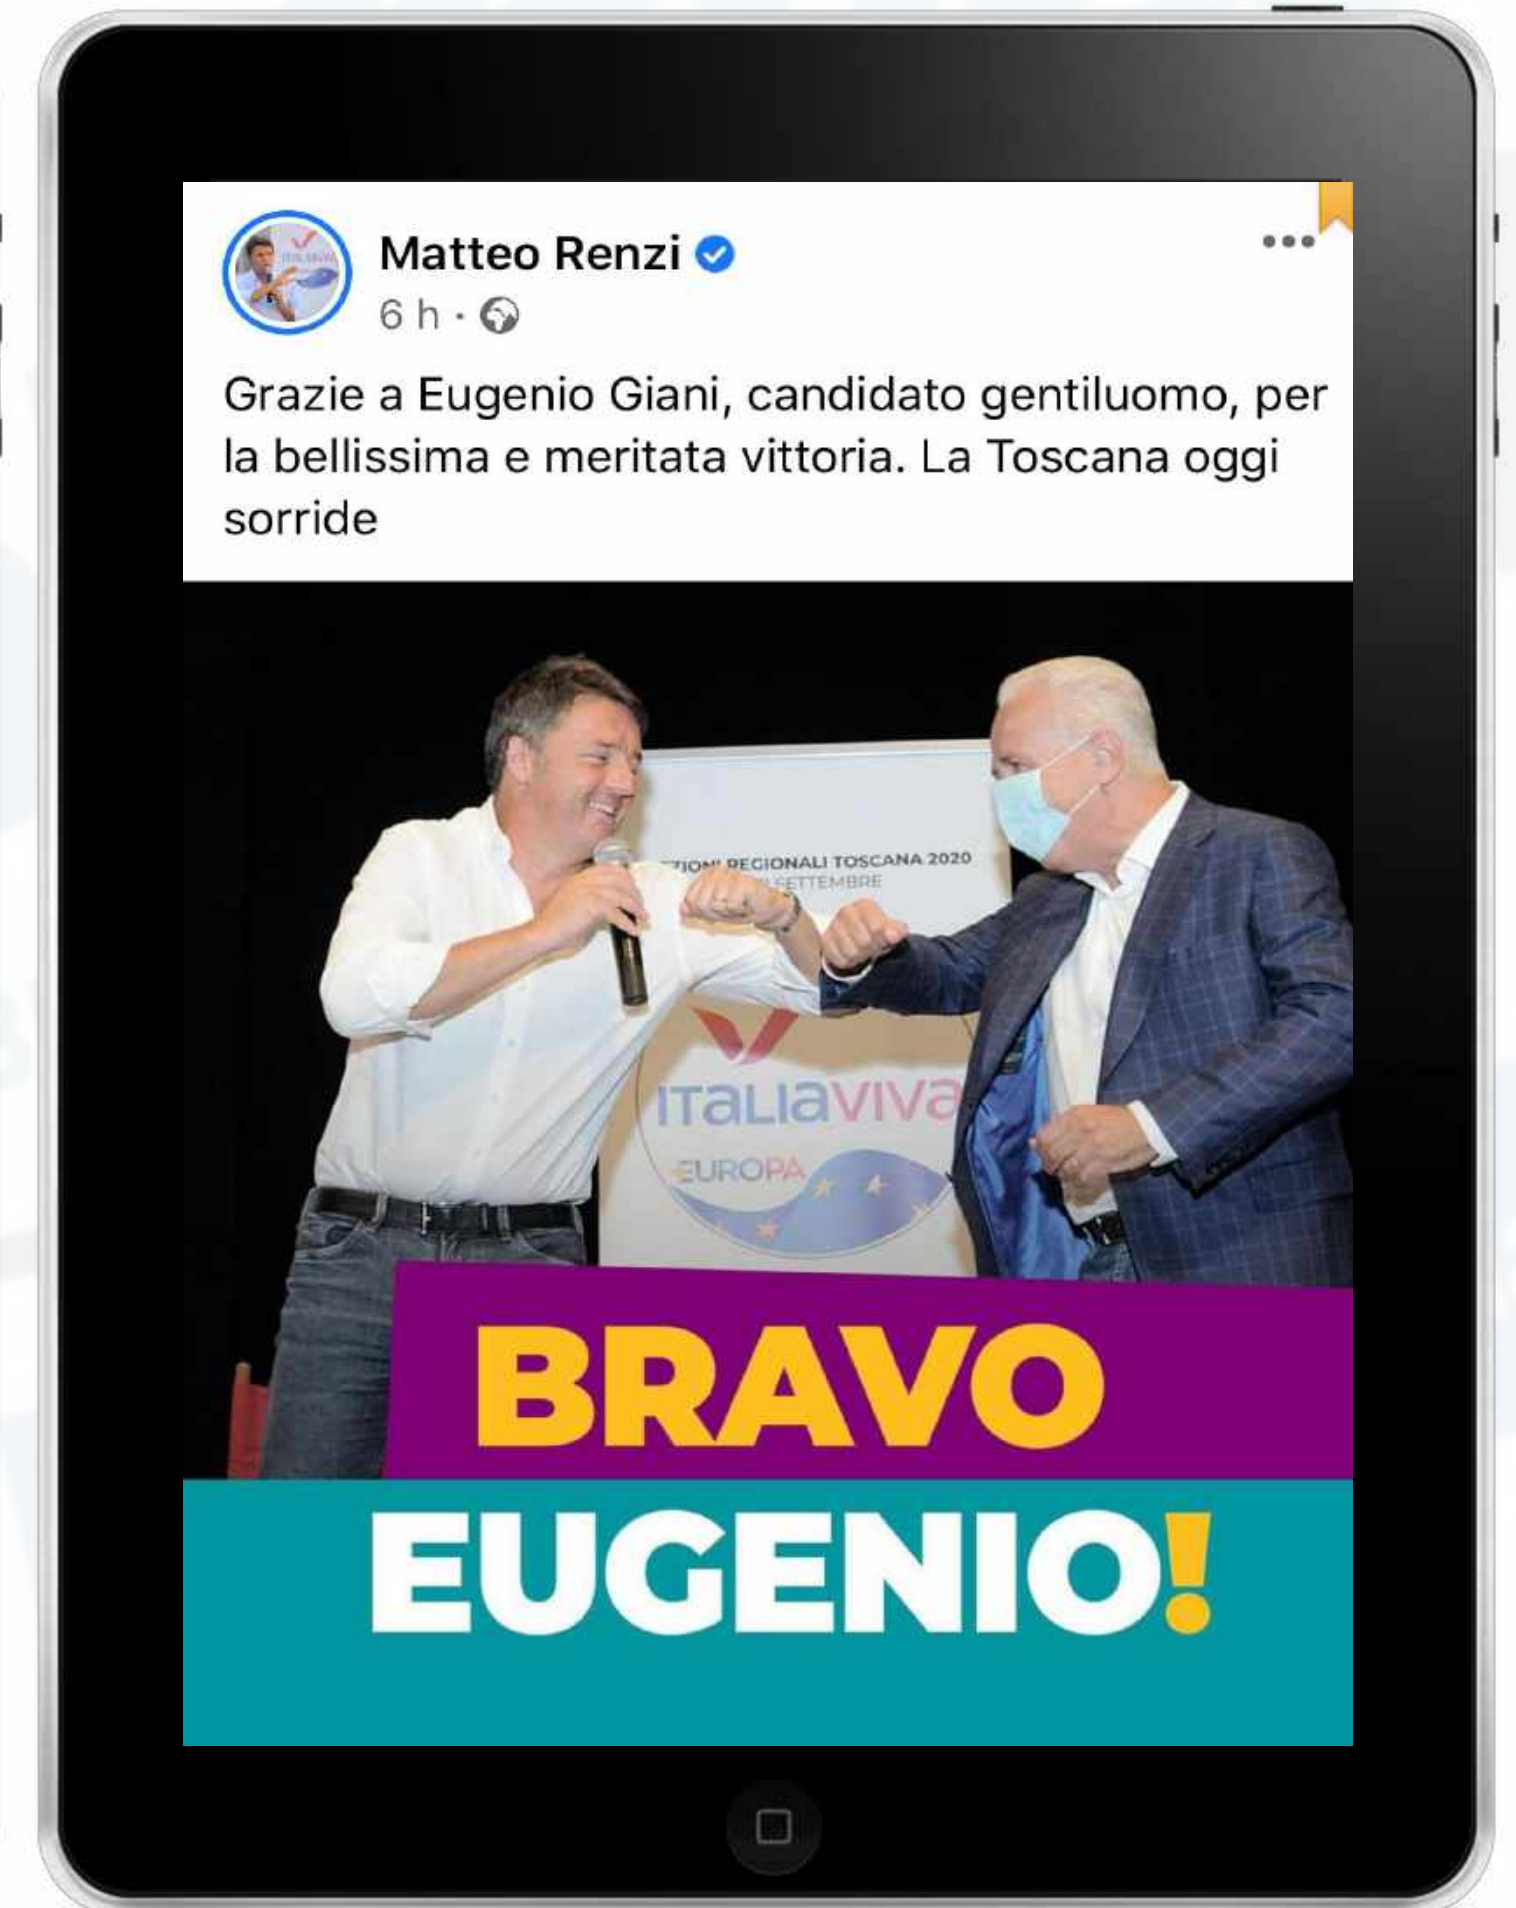 Matteo Renzi
6 h ·
Grazie a Eugenio Giani, candidato gentiluomo, per
la bellissima e meritata vittoria. La Toscana oggi
sorride
REGIONALI TOSCANA 2020
SETTEMBRE
ITALIAVIVA
EUROPA
BRAVO
EUGENIO!